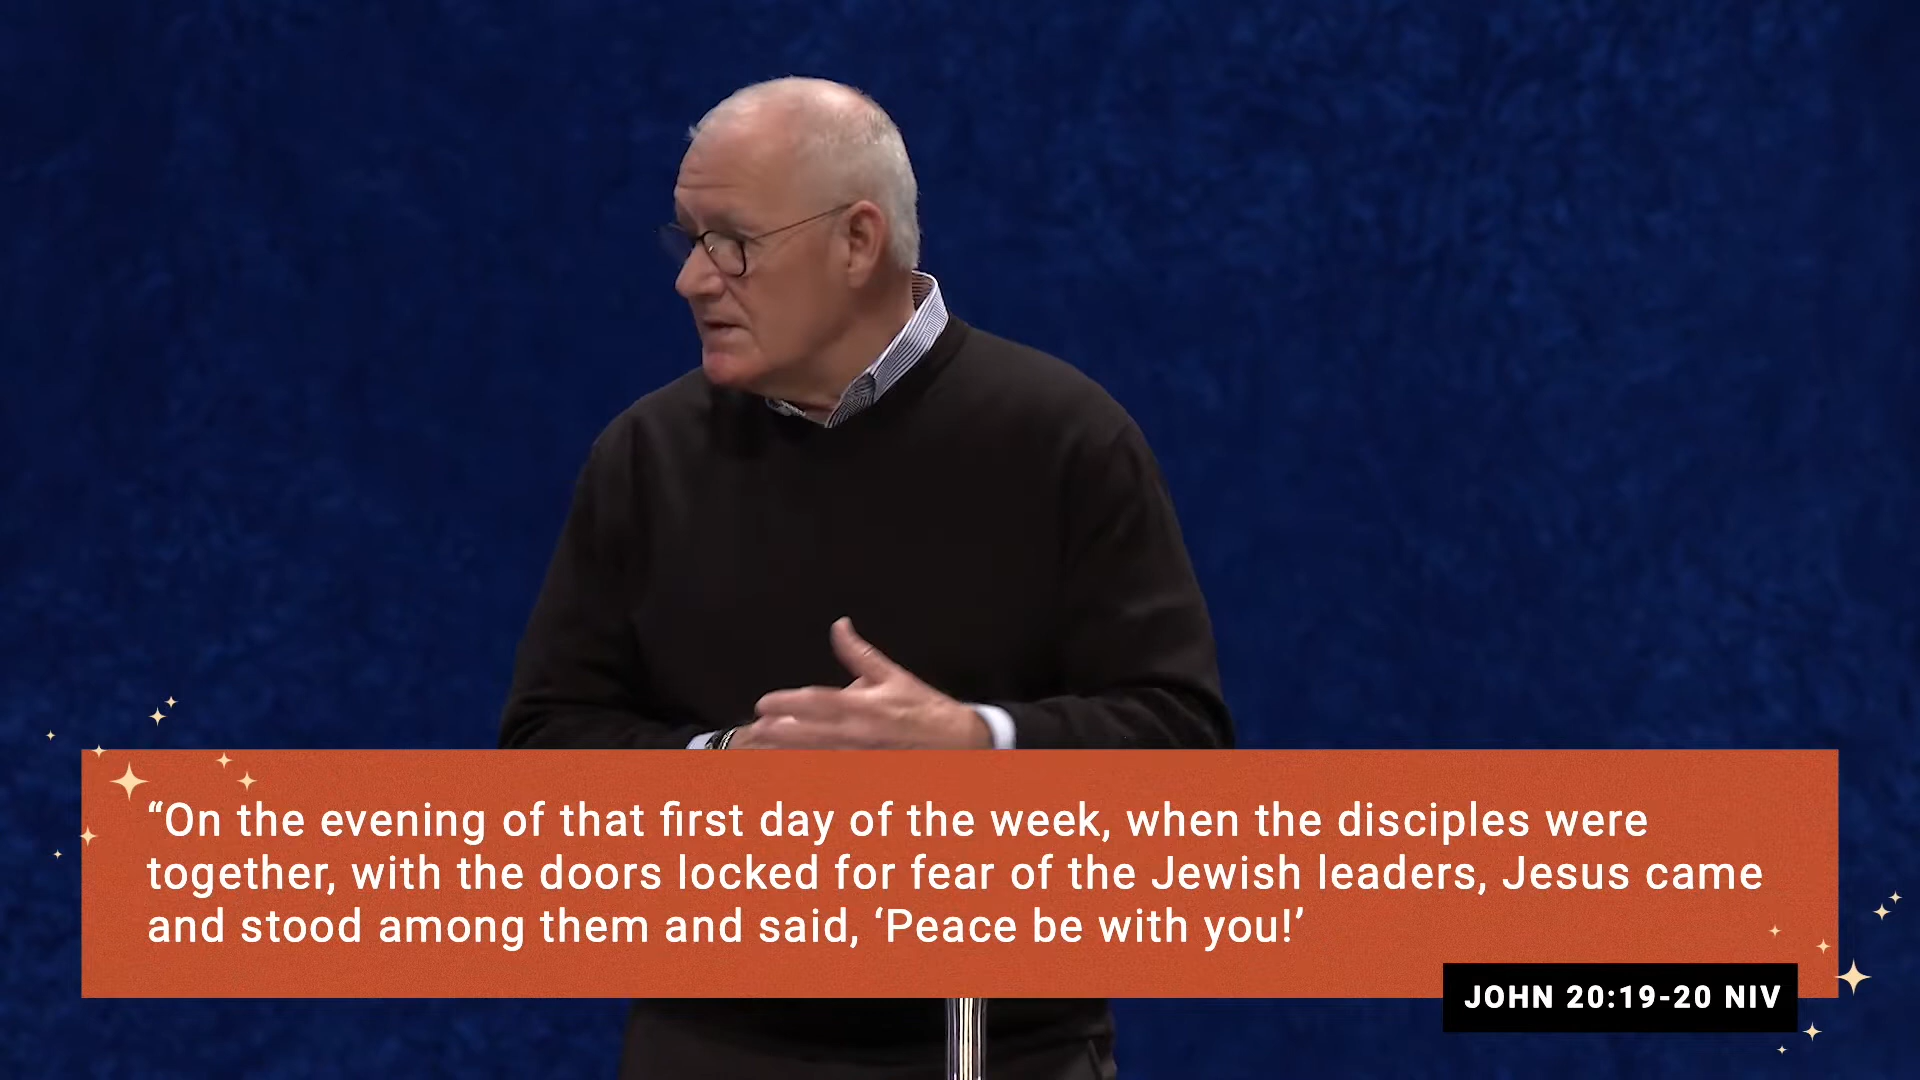 “On the evening of that first day of the week, when the disciples were
together, with the doors locked for fear of the Jewish leaders, Jesus came
and stood among them and said, ‘Peace be with you!’
JOHN 20:19-20 NIV